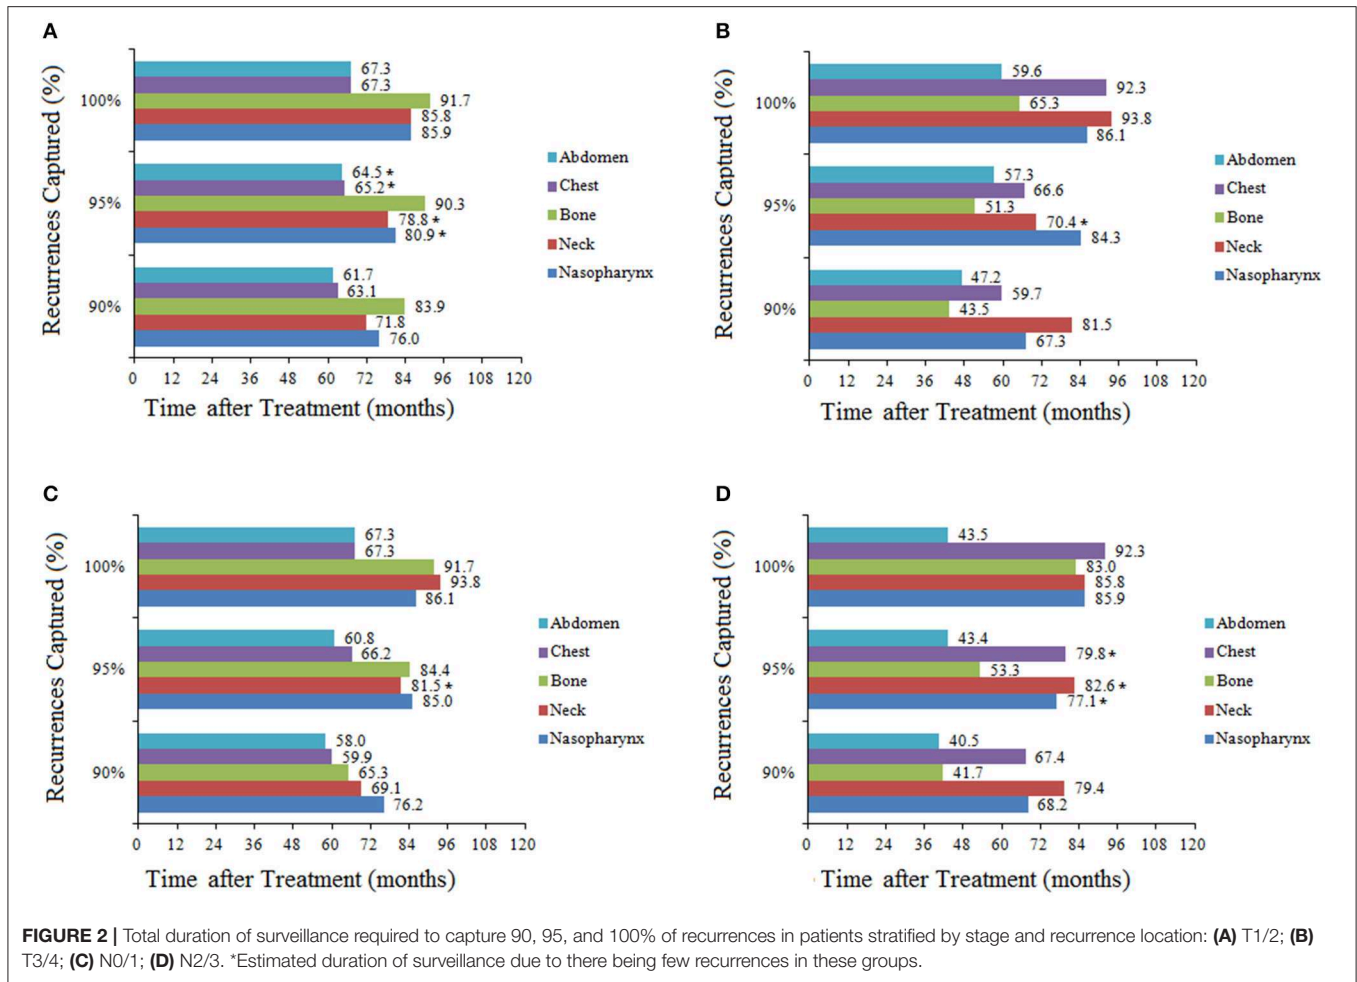 A
Recurrences Captured (%)
100%
67.3
67.3
91.7
85.8
85.9
95%
64.5 *
65.2 *
90.3
78.8 *
80.9 *
90%
61.7
63.1
83.9
71.8
76.0
0 12 24 36 48 60 72 84 96 108 120
Time after Treatment (months)
Abdomen
Chest
Bone
Neck
Nasopharynx
B
Recurrences Captured (%)
100%
59.6
92.3
65.3
93.8
86.1
95%
57.3
66.6
51.3
70.4 *
84.3
90%
47.2
59.7
43.5
81.5
67.3
0 12 24 36 48 60 72 84 96 108 120
Time after Treatment (months)
Abdomen
Chest
Bone
Neck
Nasopharynx
C
Recurrences Captured (%)
100%
67.3
67.3
91.7
93.8
86.1
95%
60.8
66.2
84.4
81.5 *
85.0
90%
58.0
59.9
65.3
69.1
76.2
0 12 24 36 48 60 72 84 96 108 120
Time after Treatment (months)
Abdomen
Chest
Bone
Neck
Nasopharynx
D
Recurrences Captured (%)
100%
43.5
92.3
83.0
85.8
85.9
95%
43.4
79.8 *
53.3
82.6 *
77.1 *
90%
40.5
67.4
41.7
79.4
68.2
0 12 24 36 48 60 72 84 96 108 120
Time after Treatment (months)
Abdomen
Chest
Bone
Neck
Nasopharynx
FIGURE 2 | Total duration of surveillance required to capture 90, 95, and 100% of recurrences in patients stratified by stage and recurrence location: (A) T1/2; (B)
T3/4; (C) N0/1; (D) N2/3. *Estimated duration of surveillance due to there being few recurrences in these groups.